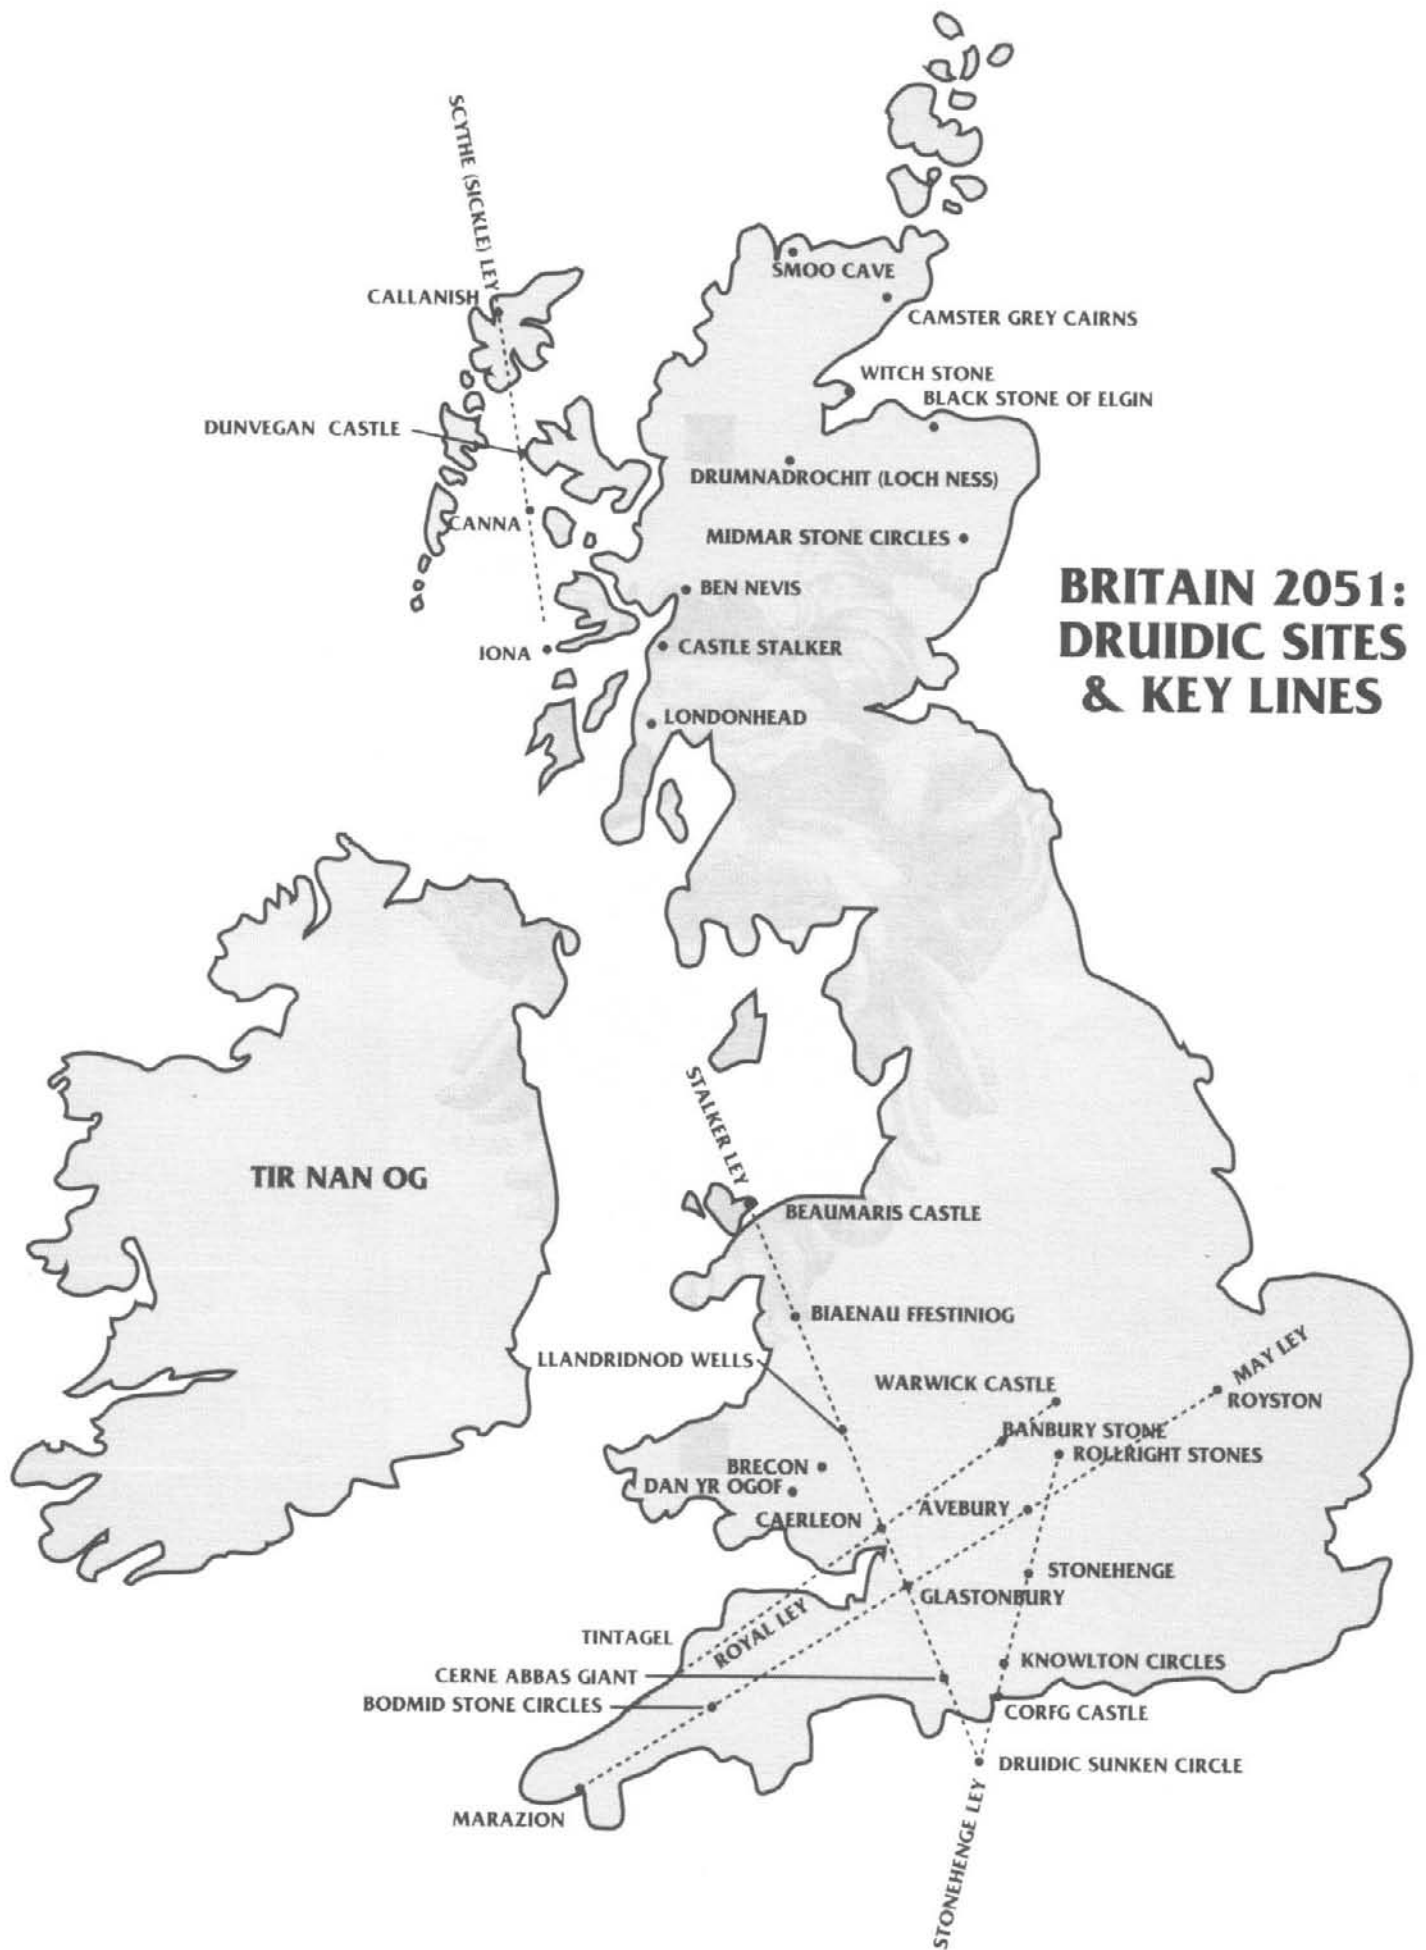 SCYTHE (SICKLE) LEY
CALLANISH
SMOO CAVE
CAMSTER GREY CAIRNS
WITCH STONE
BLACK STONE OF ELGIN
DUNVEGAN CASTLE
DRUMNADROCHIT (LOCH NESS)
CANNA
MIDMAR STONE CIRCLES
BEN NEVIS
BRITAIN 2051:
DRUIDIC SITES
& KEY LINES
IONA
CASTLE STALKER
LONDONHEAD
STALKER LEY
TIR NAN OG
BEAUMARIS CASTLE
BIAENAU FFESTINIOG
LLANDRIDNOD WELLS
MAY LEY
WARWICK CASTLE
ROYSTON
BANBURY STONE
ROLLRIGHT STONES
BRECON
DAN YR OGOF
AVEBURY
CAERLEON
STONEHENGE
GLASTONBURY
ROYAL LEY
TINTAGEL
KNOWLTON CIRCLES
CERNE ABBAS GIANT
BODMID STONE CIRCLES
CORFG CASTLE
DRUIDIC SUNKEN CIRCLE
MARAZION
STONEHENGE LEY